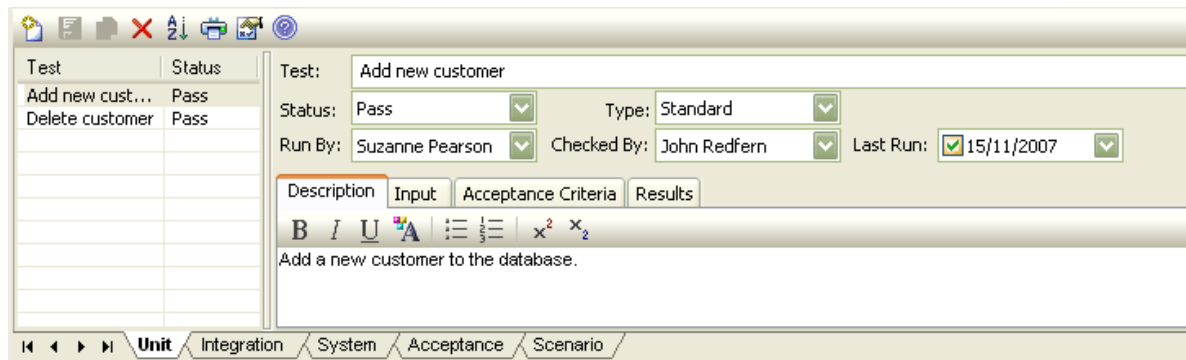 Test Status
Add new cust... Pass
Delete customer Pass
Test: Add new customer
Status: Pass Type: Standard
Run By: Suzanne Pearson Checked By: John Redfern Last Run: 15/11/2007
Description Input Acceptance Criteria Results
B I U A x² x₂
Add a new customer to the database.
Unit Integration System Acceptance Scenario